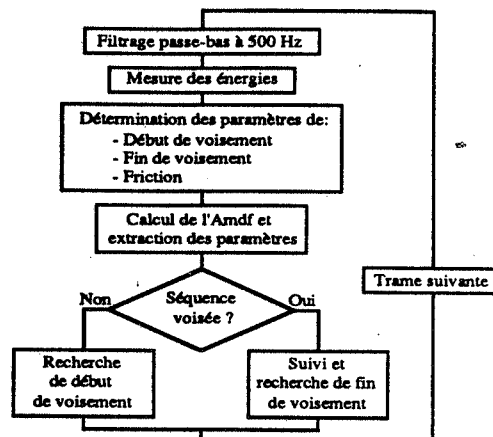 Filtrage passe-bas à 500 Hz
Mesure des énergies
Détermination des paramètres de:
- Début de voisement
- Fin de voisement
- Friction
Calcul de l'Amdf et
extraction des paramètres
Non
Séquence
voisée ?
Oui
Trame suivante
Recherche
de début
de voisement
Suivi et
recherche de fin
de voisement